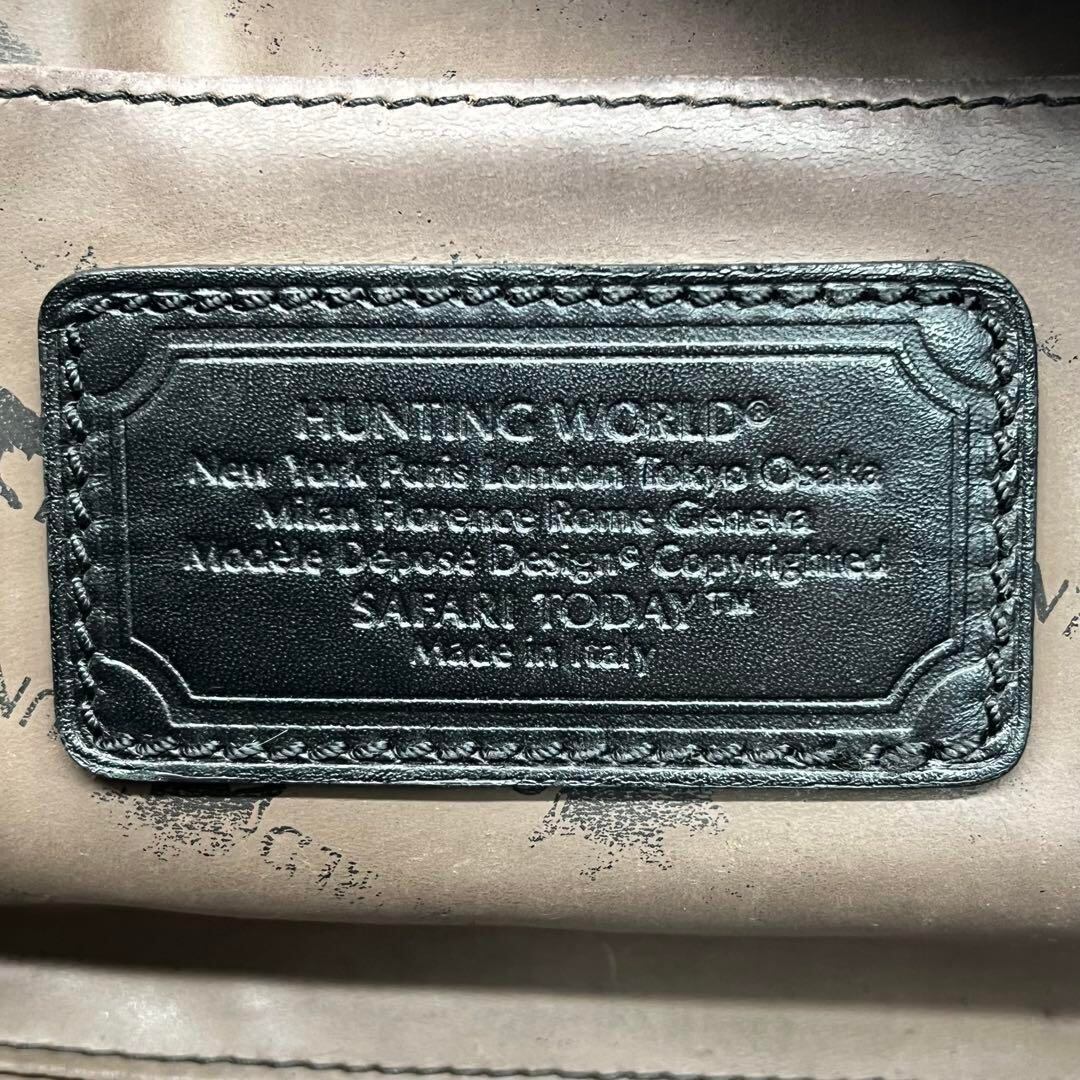 HUNTING WORLD®
New York Paris London Tokyo Osaka
Milan Florence Rome Geneva
Modèle Déposé Design© Copyrighted
SAFARI TODAY™
Made in Italy